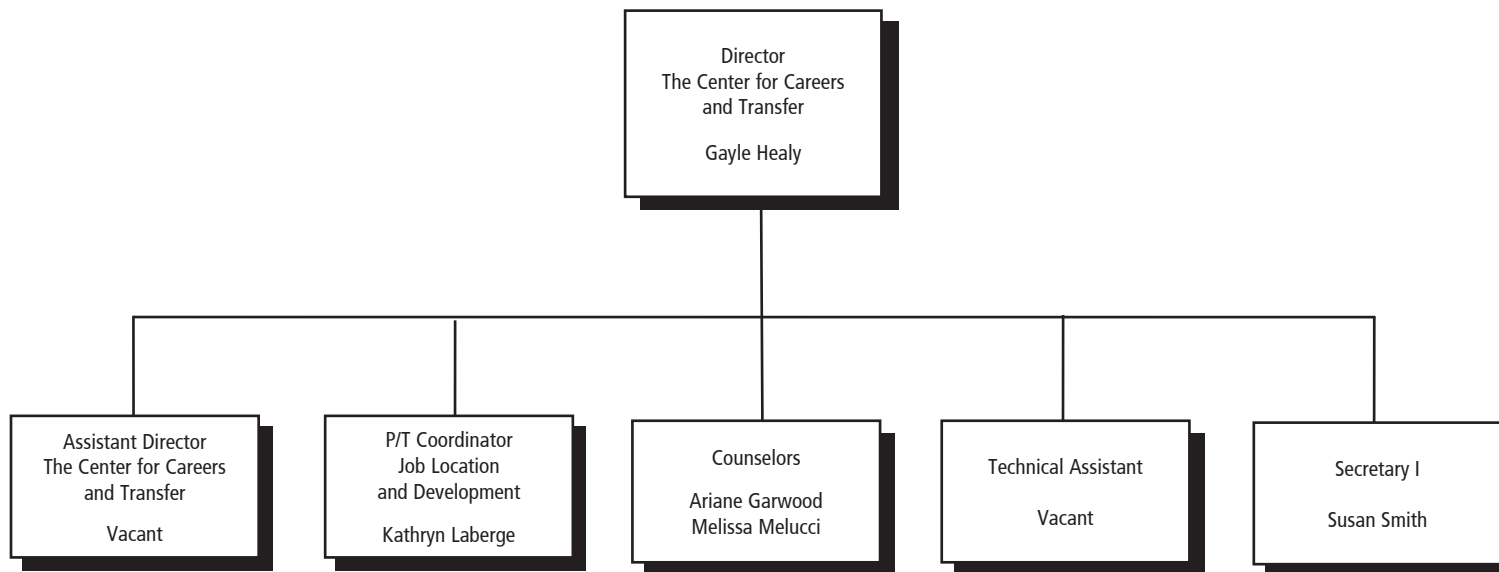 Director
The Center for Careers
and Transfer
Gayle Healy
Assistant Director
The Center for Careers
and Transfer
Vacant
P/T Coordinator
Job Location
and Development
Kathryn Laberge
Counselors
Ariane Garwood
Melissa Melucci
Technical Assistant
Vacant
Secretary I
Susan Smith